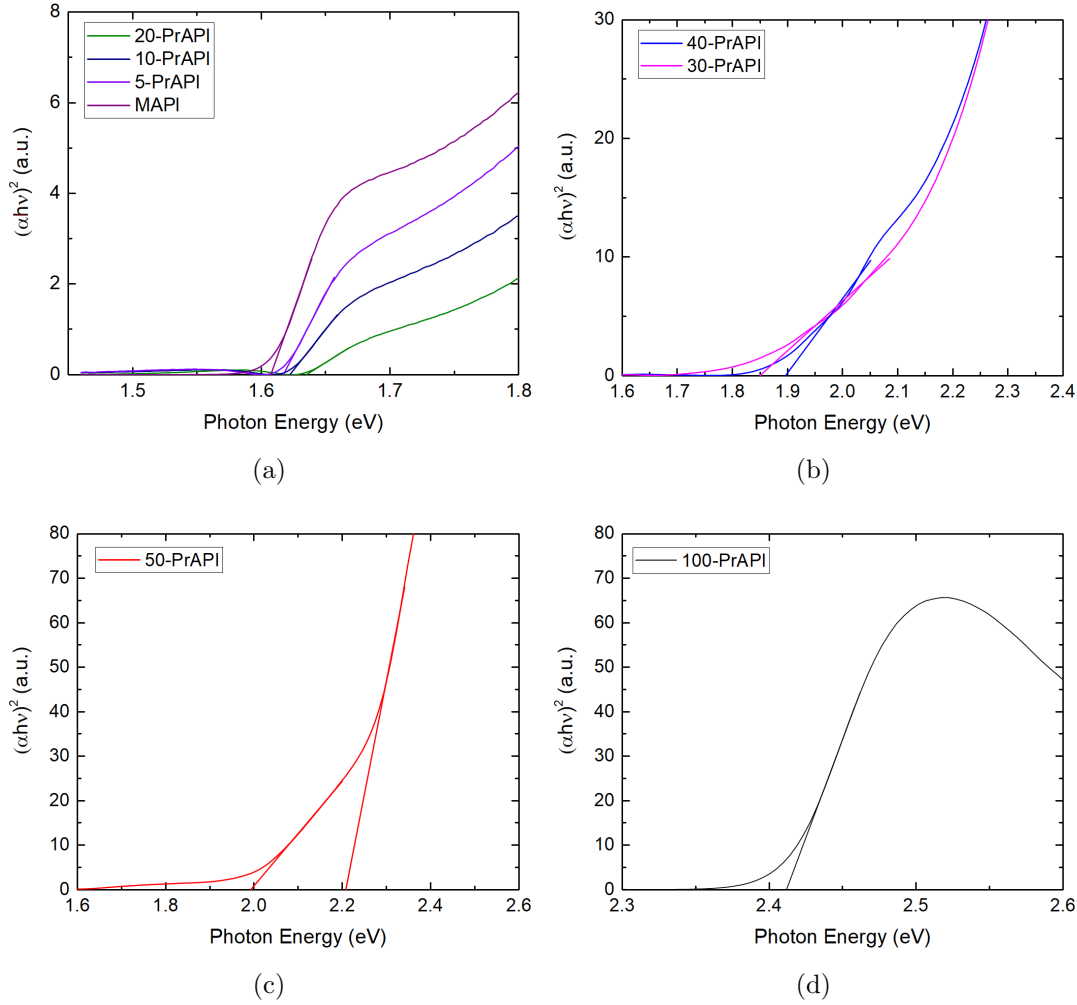 8
6
4
2
0
(αhν)² (a.u.)
20-PrAPI
10-PrAPI
5-PrAPI
MAPI
1.5
1.6
1.7
1.8
Photon Energy (eV)
(a)
30
20
10
0
(αhν)² (a.u.)
40-PrAPI
30-PrAPI
1.6
1.7
1.8
1.9
2.0
2.1
2.2
2.3
2.4
Photon Energy (eV)
(b)
80
70
60
50
40
30
20
10
0
(αhν)² (a.u.)
50-PrAPI
1.6
1.8
2.0
2.2
2.4
2.6
Photon Energy (eV)
(c)
80
70
60
50
40
30
20
10
0
(αhν)² (a.u.)
100-PrAPI
2.3
2.4
2.5
2.6
Photon Energy (eV)
(d)